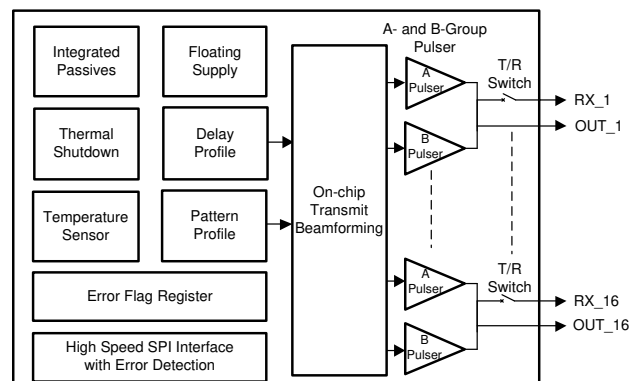 Integrated
Passives
Floating
Supply
Thermal
Shutdown
Delay
Profile
Temperature
Sensor
Pattern
Profile
Error Flag Register
High Speed SPI Interface
with Error Detection
On-chip
Transmit
Beamforming
A- and B-Group
Pulser
A
Pulser
B
Pulser
T/R
Switch
RX_1
OUT_1
A
Pulser
B
Pulser
T/R
Switch
RX_16
OUT_16